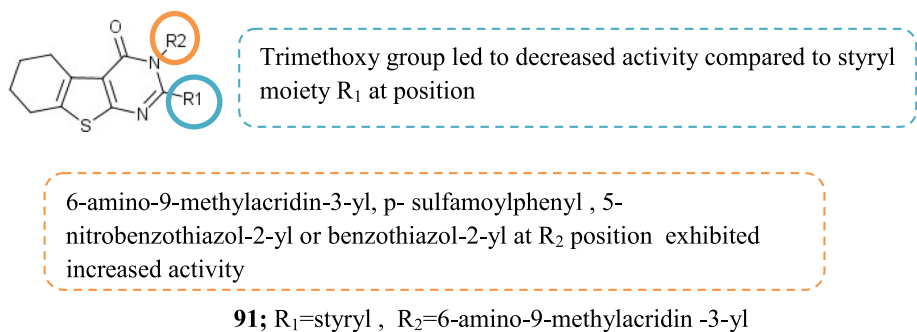 O
R2
N
R1
N
S
Trimethoxy group led to decreased activity compared to styryl
moiety R₁ at position
6-amino-9-methylacridin-3-yl, p- sulfamoylphenyl , 5-
nitrobenzothiazol-2-yl or benzothiazol-2-yl at R₂ position exhibited
increased activity
91; R₁=styryl , R₂=6-amino-9-methylacridin -3-yl